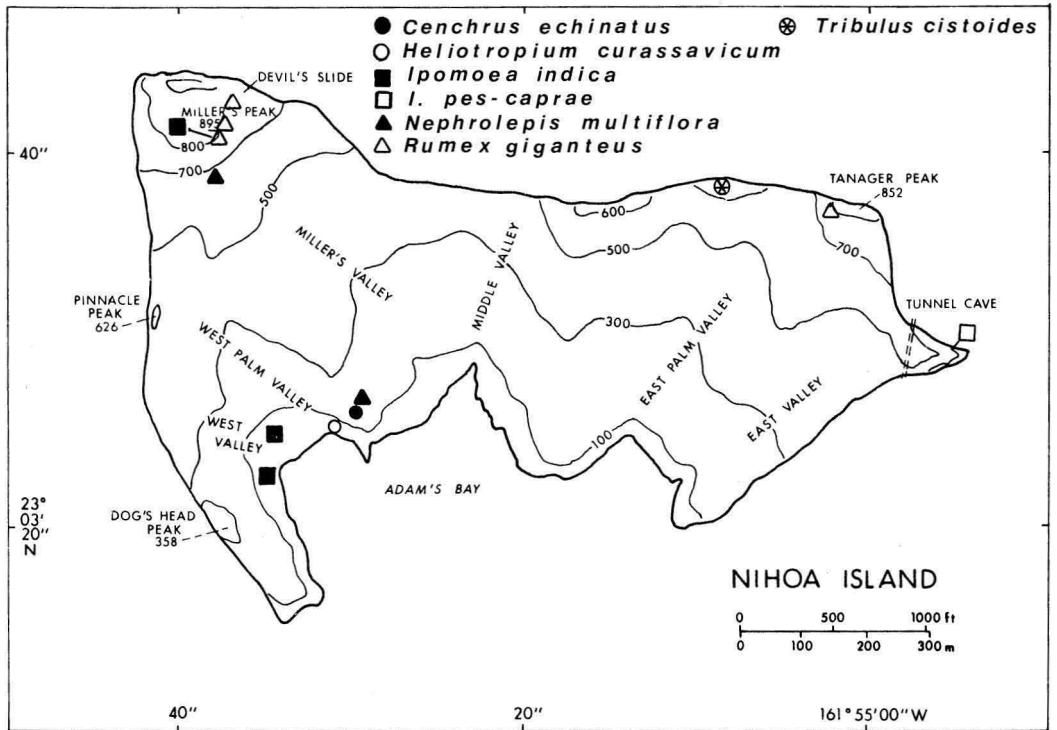 Cenchrus echinatus
Tribulus cistoides
Heliotropium curassavicum
Ipomoea indica
I. pes-caprae
Nephrolepis multiflora
Rumex giganteus
DEVIL'S SLIDE
MILLER'S PEAK
895
800
700
500
40"
TANAGER PEAK
852
600
500
700
MILLER'S VALLEY
MIDDLE VALLEY
PINNACLE
PEAK
626
300
TUNNEL CAVE
WEST PALM VALLEY
EAST PALM VALLEY
EAST VALLEY
WEST
VALLEY
100
ADAM'S BAY
23°
03'
20"
N
DOG'S HEAD
PEAK
358
NIHOA ISLAND
0 500 1000 ft
0 100 200 300 m
40" 20" 161° 55'00"W